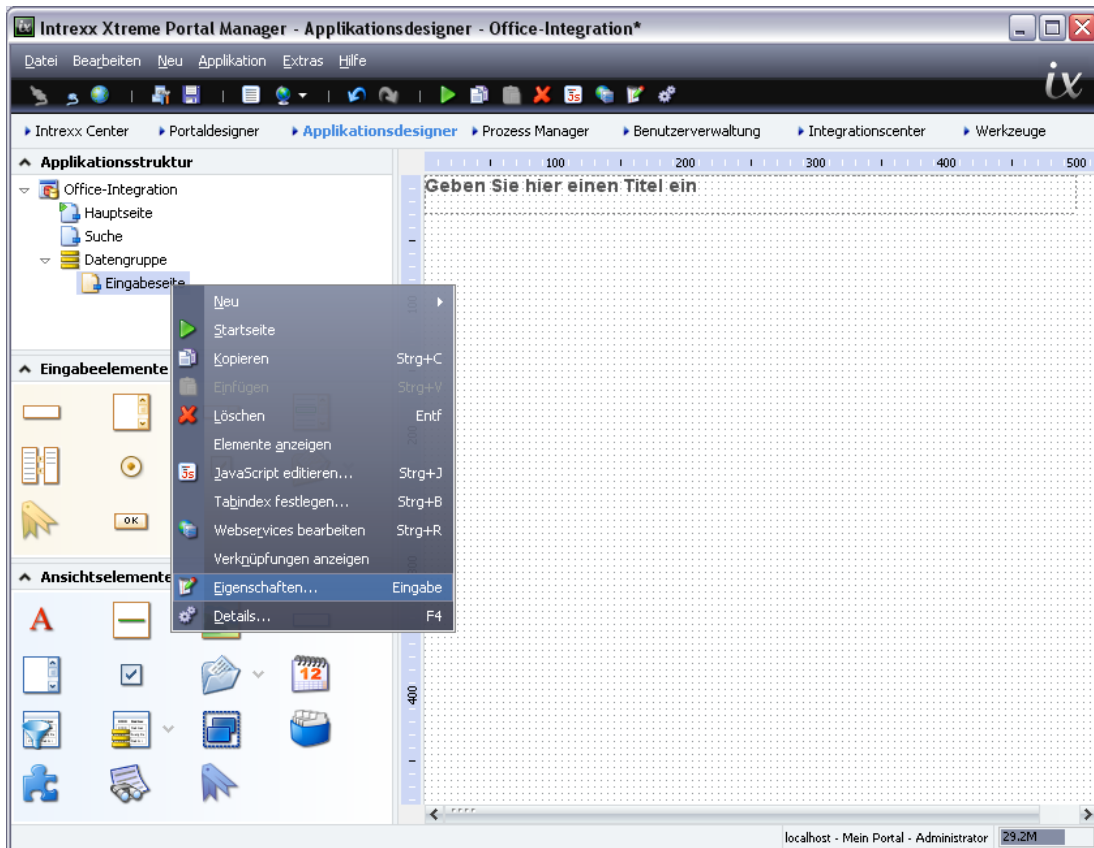 Intrexx Xtreme Portal Manager - Applikationsdesigner - Office-Integration*
Datei Bearbeiten Neu Applikation Extras Hilfe
ix
Intrexx Center Portaldesigner Applikationsdesigner Prozess Manager Benutzerverwaltung Integrationscenter Werkzeuge
Applikationsstruktur
100 200 300 400 500
Office-Integration
Geben Sie hier einen Titel ein
Hauptseite
Suche
Datengruppe
Eingabeseite
Neu
Startseite
Kopieren Strg+C
Eingabeelemente
Einfügen Strg+V
Löschen Entf
Elemente anzeigen
JavaScript editieren... Strg+J
Tabindex festlegen... Strg+B
OK
Webservices bearbeiten Strg+R
Verknüpfungen anzeigen
Ansichtselemente
Eigenschaften... Eingabe
Details... F4
12
400
localhost - Mein Portal - Administrator 29.2M